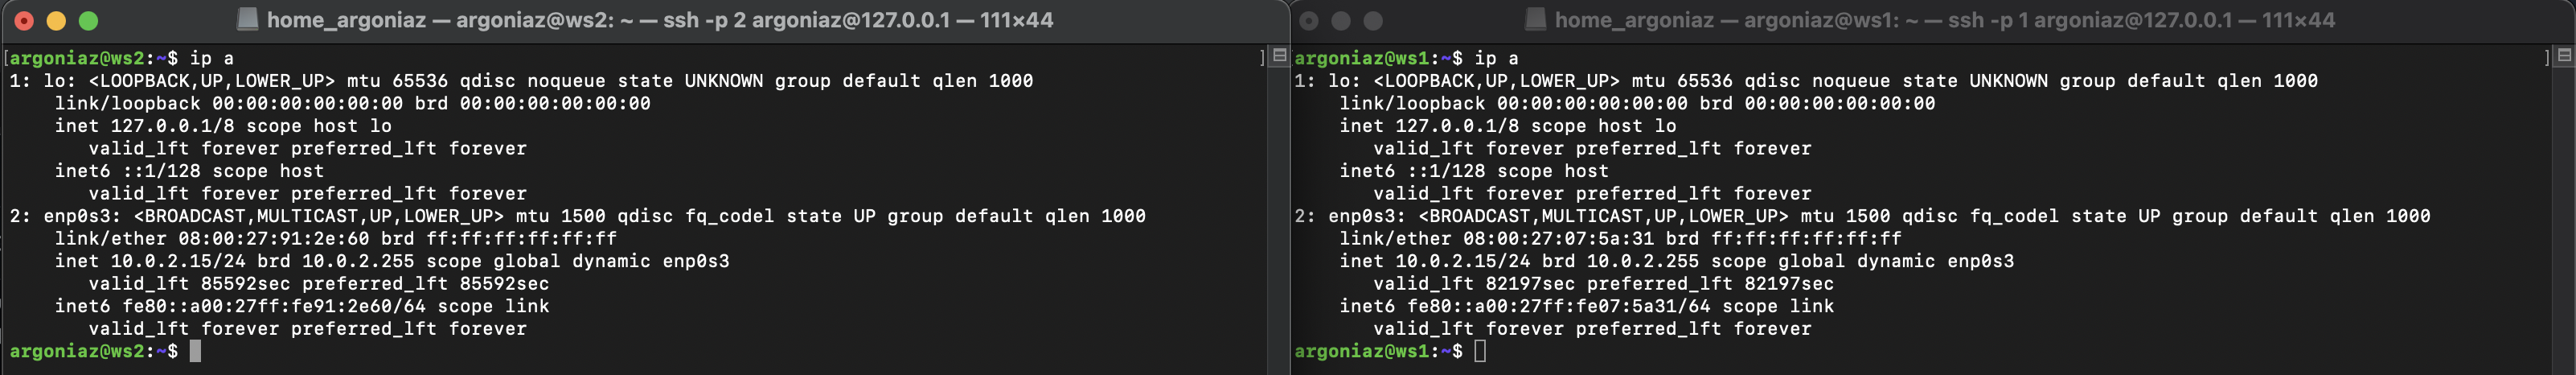 home_argoniaz — argoniaz@ws2: ~ — ssh -p 2 argoniaz@127.0.0.1 — 111×44
[argoniaz@ws2:~$ ip a ]
1: lo: <LOOPBACK,UP,LOWER_UP> mtu 65536 qdisc noqueue state UNKNOWN group default qlen 1000
    link/loopback 00:00:00:00:00:00 brd 00:00:00:00:00:00
    inet 127.0.0.1/8 scope host lo
       valid_lft forever preferred_lft forever
    inet6 ::1/128 scope host
       valid_lft forever preferred_lft forever
2: enp0s3: <BROADCAST,MULTICAST,UP,LOWER_UP> mtu 1500 qdisc fq_codel state UP group default qlen 1000
    link/ether 08:00:27:91:2e:60 brd ff:ff:ff:ff:ff:ff
    inet 10.0.2.15/24 brd 10.0.2.255 scope global dynamic enp0s3
       valid_lft 85592sec preferred_lft 85592sec
    inet6 fe80::a00:27ff:fe91:2e60/64 scope link
       valid_lft forever preferred_lft forever
argoniaz@ws2:~$
home_argoniaz — argoniaz@ws1: ~ — ssh -p 1 argoniaz@127.0.0.1 — 111×44
[argoniaz@ws1:~$ ip a ]
1: lo: <LOOPBACK,UP,LOWER_UP> mtu 65536 qdisc noqueue state UNKNOWN group default qlen 1000
    link/loopback 00:00:00:00:00:00 brd 00:00:00:00:00:00
    inet 127.0.0.1/8 scope host lo
       valid_lft forever preferred_lft forever
    inet6 ::1/128 scope host
       valid_lft forever preferred_lft forever
2: enp0s3: <BROADCAST,MULTICAST,UP,LOWER_UP> mtu 1500 qdisc fq_codel state UP group default qlen 1000
    link/ether 08:00:27:07:5a:31 brd ff:ff:ff:ff:ff:ff
    inet 10.0.2.15/24 brd 10.0.2.255 scope global dynamic enp0s3
       valid_lft 82197sec preferred_lft 82197sec
    inet6 fe80::a00:27ff:fe07:5a31/64 scope link
       valid_lft forever preferred_lft forever
argoniaz@ws1:~$